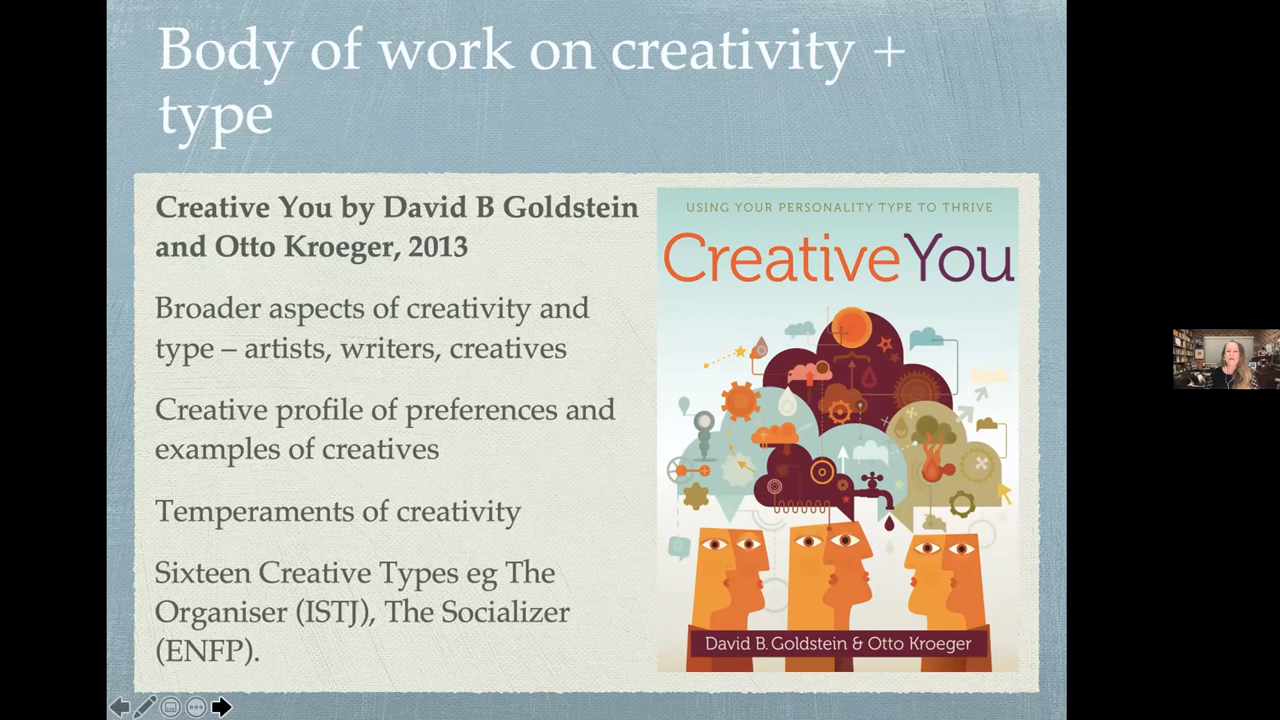 Body of work on creativity +
type
Creative You by David B Goldstein
and Otto Kroeger, 2013
Broader aspects of creativity and
type – artists, writers, creatives
Creative profile of preferences and
examples of creatives
Temperaments of creativity
Sixteen Creative Types eg The
Organiser (ISTJ), The Socializer
(ENFP).
USING YOUR PERSONALITY TYPE TO THRIVE
CreativeYou
David B. Goldstein & Otto Kroeger